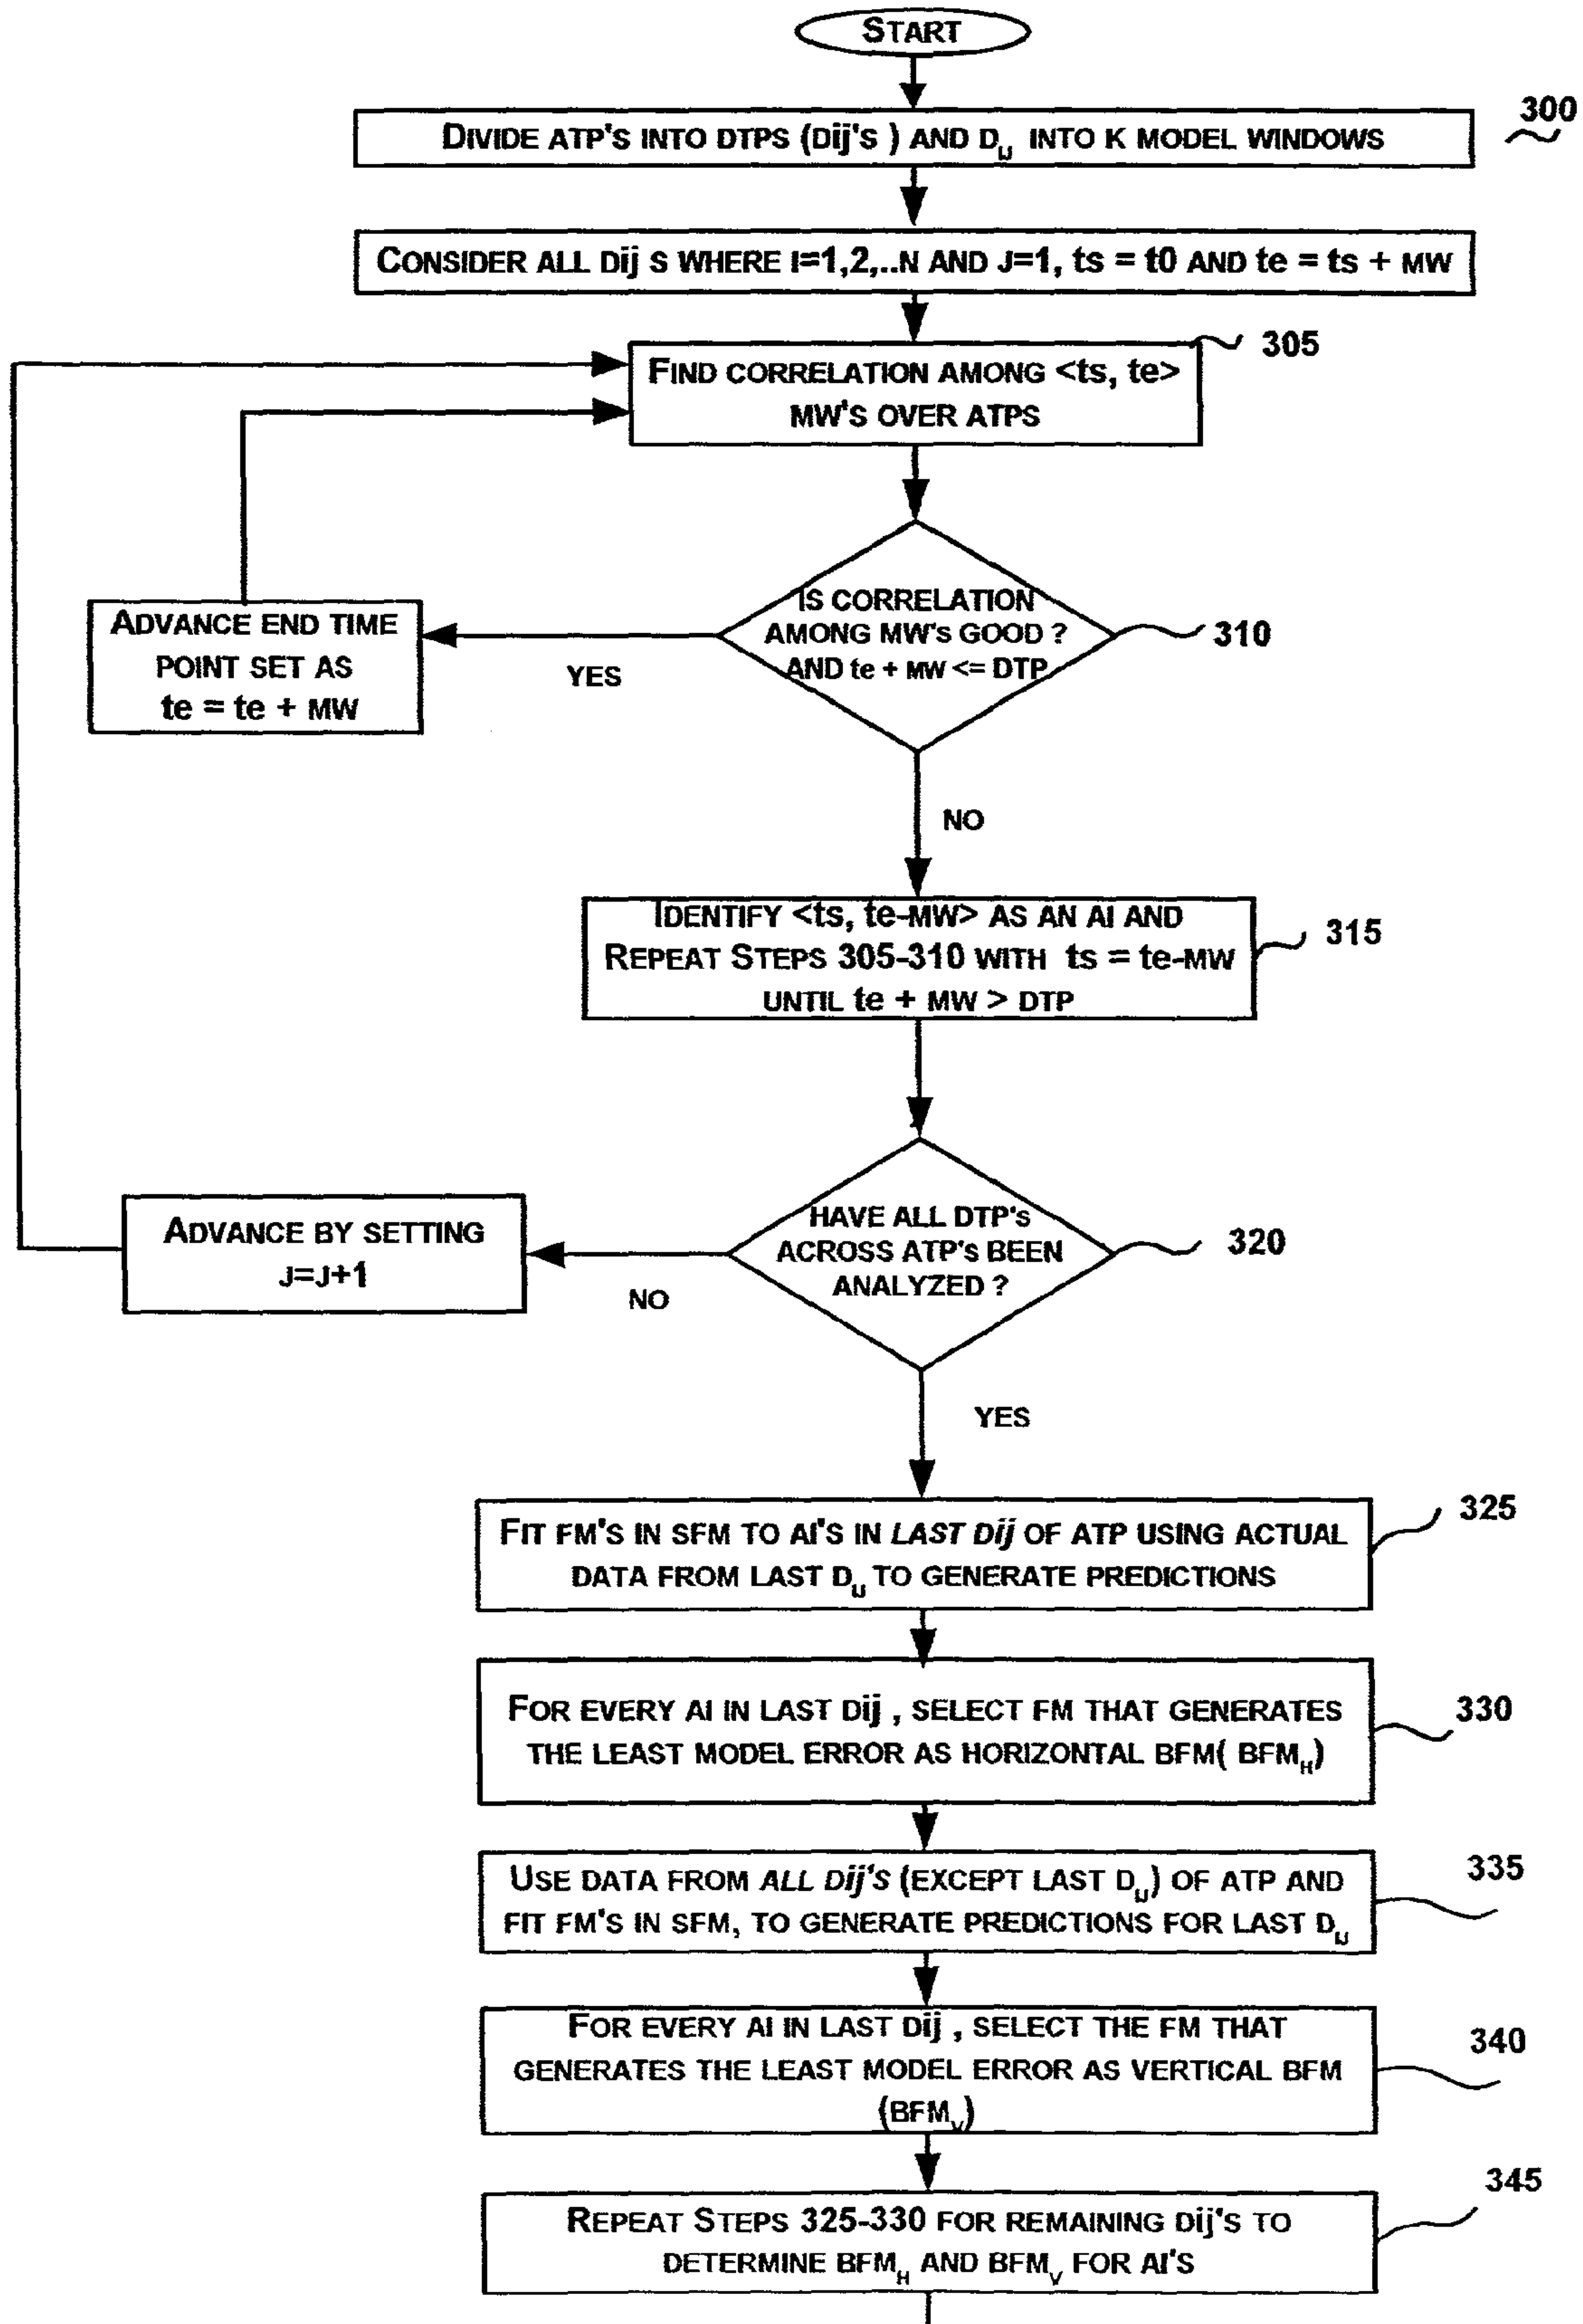 START
DIVIDE ATP'S INTO DTPS (Dij'S ) AND DIJ INTO K MODEL WINDOWS
300
CONSIDER ALL Dij S WHERE I=1,2,..N AND J=1, ts = t0 AND te = ts + MW
305
FIND CORRELATION AMONG <ts, te>
MW'S OVER ATPS
IS CORRELATION
AMONG MW's GOOD ?
AND te + MW <= DTP
310
ADVANCE END TIME
POINT SET AS
te = te + MW
YES
NO
IDENTIFY <ts, te-MW> AS AN AI AND
REPEAT STEPS 305-310 WITH ts = te-MW
UNTIL te + MW > DTP
315
HAVE ALL DTP's
ACROSS ATP's BEEN
ANALYZED ?
320
ADVANCE BY SETTING
J=J+1
NO
YES
FIT FM'S IN SFM TO AI'S IN LAST Dij OF ATP USING ACTUAL
DATA FROM LAST DIJ TO GENERATE PREDICTIONS
325
FOR EVERY AI IN LAST Dij , SELECT FM THAT GENERATES
THE LEAST MODEL ERROR AS HORIZONTAL BFM( BFMH)
330
USE DATA FROM ALL Dij'S (EXCEPT LAST DIJ) OF ATP AND
FIT FM'S IN SFM, TO GENERATE PREDICTIONS FOR LAST DIJ
335
FOR EVERY AI IN LAST Dij , SELECT THE FM THAT
GENERATES THE LEAST MODEL ERROR AS VERTICAL BFM
(BFMV)
340
REPEAT STEPS 325-330 FOR REMAINING Dij'S TO
DETERMINE BFMH AND BFMV FOR AI'S
345